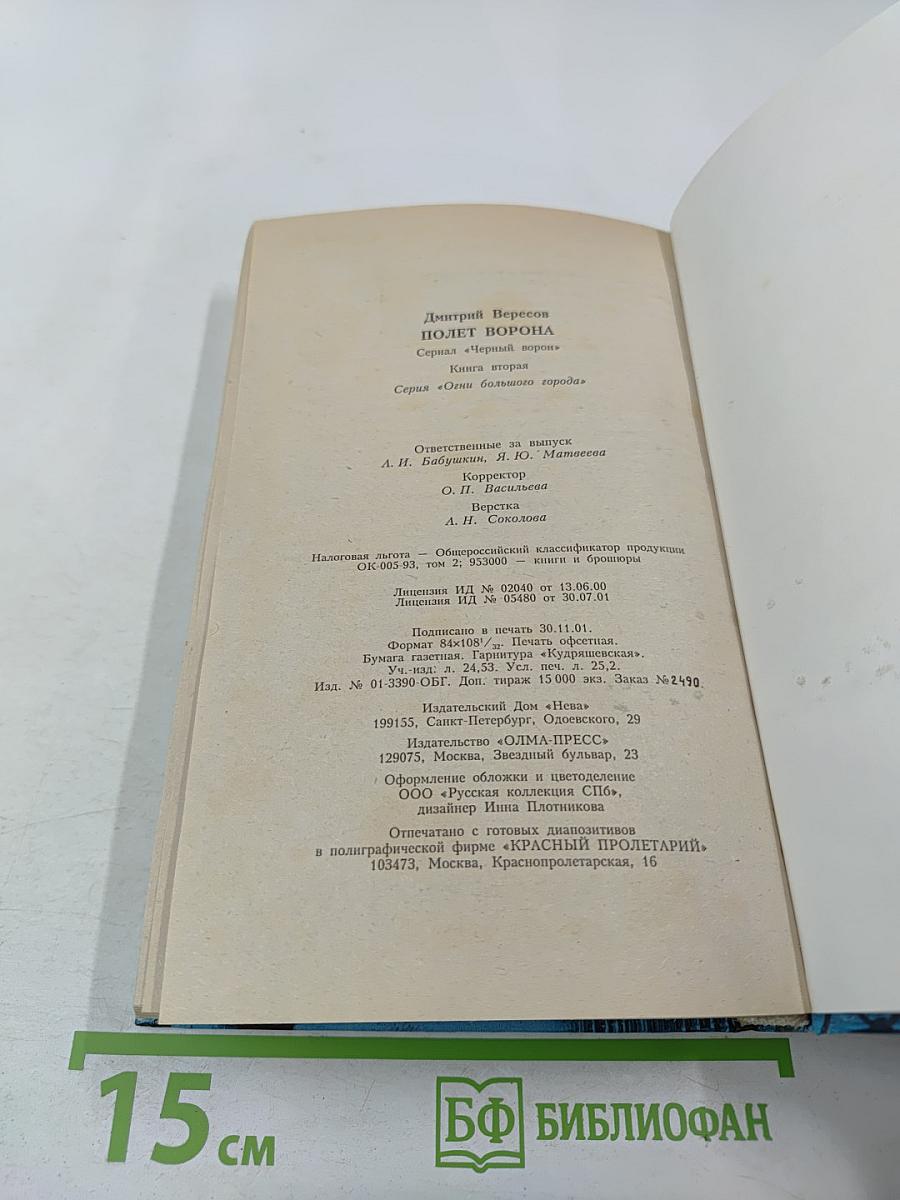 Дмитрий Вересов
ПОЛЕТ ВОРОНА
Сериал «Черный ворон»
Книга вторая
Серия «Огни большого города»
Ответственные за выпуск
А. И. Бабушкин, Я. Ю. Матвеева
Корректор
О. П. Васильева
Верстка
А. Н. Соколова
Налоговая льгота — Общероссийский классификатор продукции
ОК-005-93, том 2; 953000 — книги и брошюры
Лицензия ИД № 02040 от 13.06.00
Лицензия ИД № 05480 от 30.07.01
Подписано в печать 30.11.01.
Формат 84×108¹/₃₂. Печать офсетная.
Бумага газетная. Гарнитура «Кудряшевская».
Уч.-изд. л. 24,53. Усл. печ. л. 25,2.
Изд. № 01-3390-ОБГ. Доп. тираж 15 000 экз. Заказ № 2490.
Издательский Дом «Нева»
199155, Санкт-Петербург, Одоевского, 29
Издательство «ОЛМА-ПРЕСС»
129075, Москва, Звездный бульвар, 23
Оформление обложки и цветоделение
ООО «Русская коллекция СПб»,
дизайнер Инна Плотникова
Отпечатано с готовых диапозитивов
в полиграфической фирме «КРАСНЫЙ ПРОЛЕТАРИЙ»
103473, Москва, Краснопролетарская, 16
15 см
БФ БИБЛИОФАН